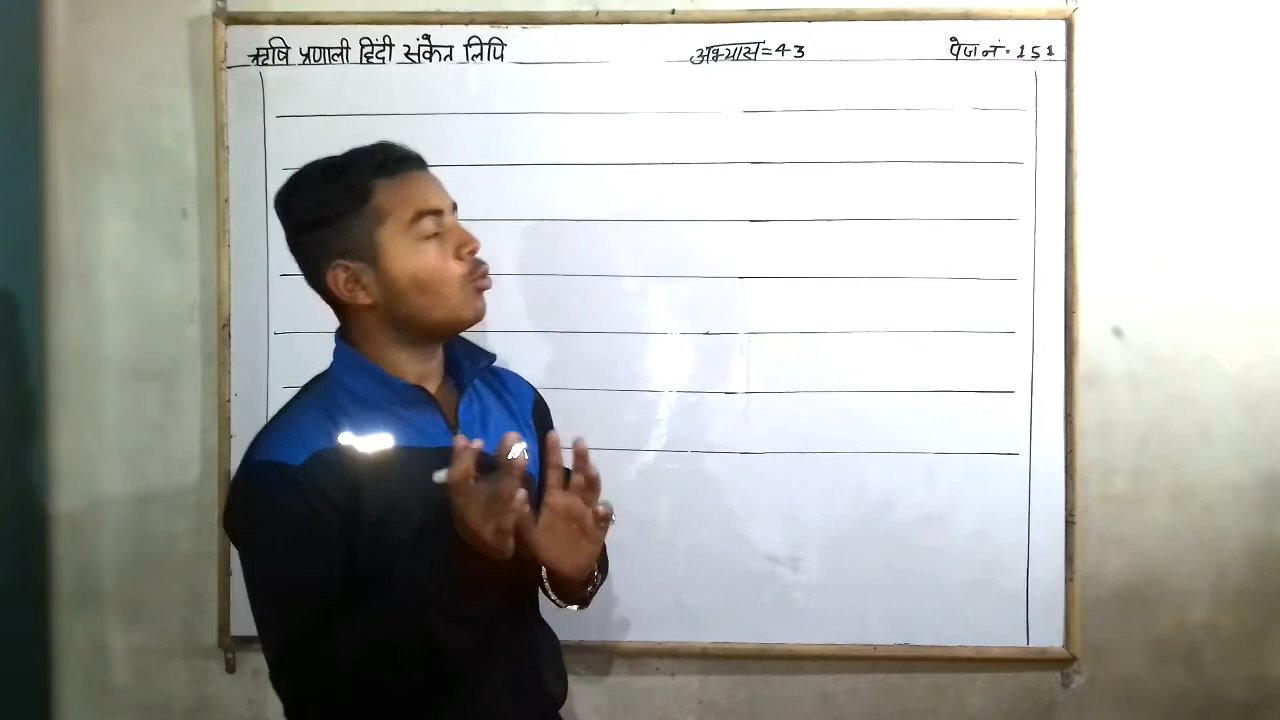 ऋषि प्रणाली हिंदी संकेत लिपि अभ्यास=43 पेज नं. 151